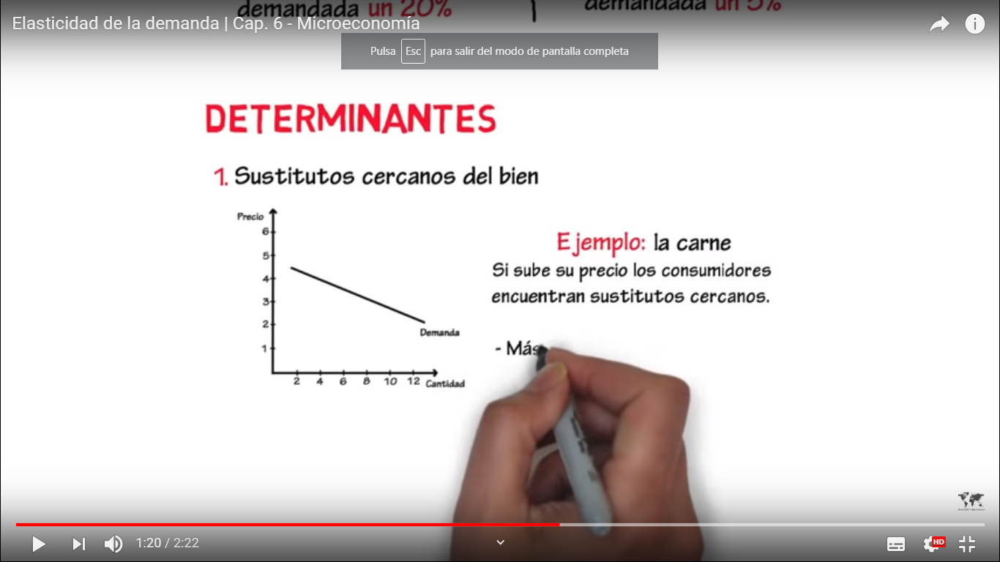 demandada un 20%
demandada un 5%
Elasticidad de la demanda | Cap. 6 - Microeconomía
Pulsa Esc para salir del modo de pantalla completa
DETERMINANTES
1. Sustitutos cercanos del bien
Precio
6
5
4
3
2
1
Demanda
2 4 6 8 10 12 Cantidad
Ejemplo: la carne
Si sube su precio los consumidores
encuentran sustitutos cercanos.
- Más
1:20 / 2:22
HD